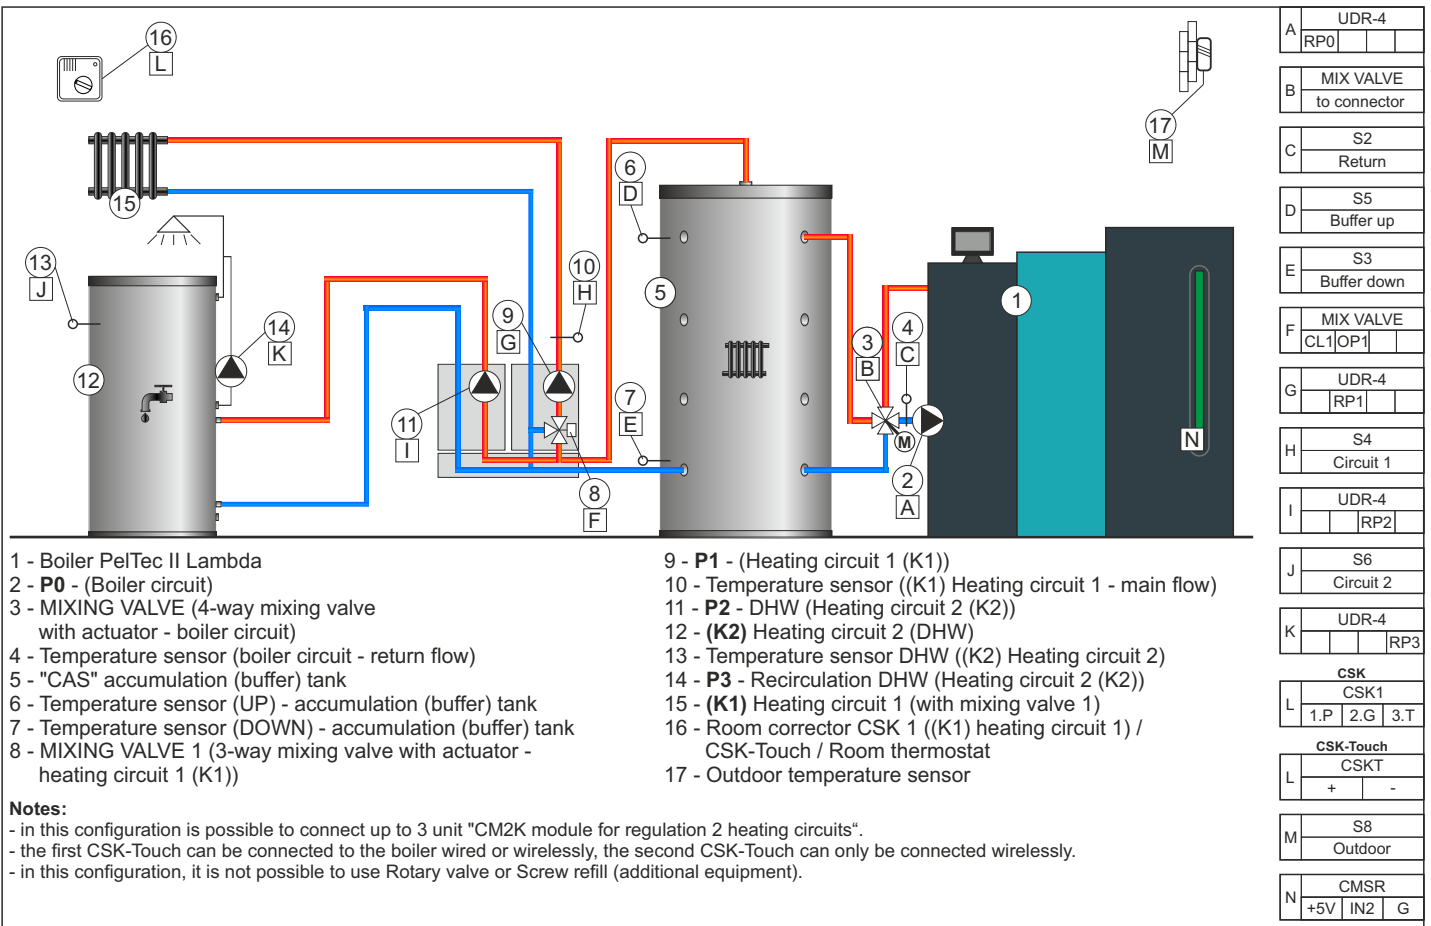 16
L
17
M
6
D
15
13
J
10
H
5
1
14
K
9
G
3
B
4
C
12
11
I
7
E
M
N
2
A
8
F
1 - Boiler PelTec II Lambda
2 - P0 - (Boiler circuit)
3 - MIXING VALVE (4-way mixing valve
with actuator - boiler circuit)
4 - Temperature sensor (boiler circuit - return flow)
5 - "CAS" accumulation (buffer) tank
6 - Temperature sensor (UP) - accumulation (buffer) tank
7 - Temperature sensor (DOWN) - accumulation (buffer) tank
8 - MIXING VALVE 1 (3-way mixing valve with actuator -
heating circuit 1 (K1))
9 - P1 - (Heating circuit 1 (K1))
10 - Temperature sensor ((K1) Heating circuit 1 - main flow)
11 - P2 - DHW (Heating circuit 2 (K2))
12 - (K2) Heating circuit 2 (DHW)
13 - Temperature sensor DHW ((K2) Heating circuit 2)
14 - P3 - Recirculation DHW (Heating circuit 2 (K2))
15 - (K1) Heating circuit 1 (with mixing valve 1)
16 - Room corrector CSK 1 ((K1) heating circuit 1) /
CSK-Touch / Room thermostat
17 - Outdoor temperature sensor
Notes:
- in this configuration is possible to connect up to 3 unit "CM2K module for regulation 2 heating circuits“.
- the first CSK-Touch can be connected to the boiler wired or wirelessly, the second CSK-Touch can only be connected wirelessly.
- in this configuration, it is not possible to use Rotary valve or Screw refill (additional equipment).
A UDR-4
RP0
B MIX VALVE
to connector
C S2
Return
D S5
Buffer up
E S3
Buffer down
F MIX VALVE
CL1 OP1
G UDR-4
RP1
H S4
Circuit 1
I UDR-4
RP2
J S6
Circuit 2
K UDR-4
RP3
CSK
L CSK1
1.P 2.G 3.T
CSK-Touch
L CSKT
+ -
M S8
Outdoor
N CMSR
+5V IN2 G